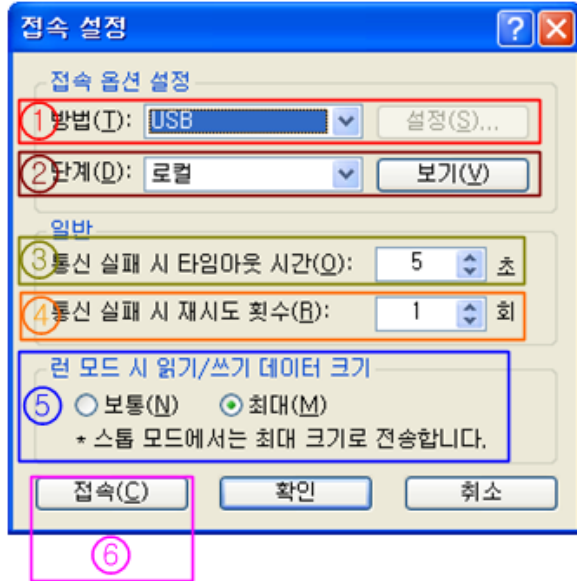 접속 설정
접속 옵션 설정
① 방법(T): USB 설정(S)...
② 단계(D): 로컬 보기(V)
일반
③ 통신 실패 시 타임아웃 시간(O): 5 초
④ 통신 실패 시 재시도 횟수(R): 1 회
런 모드 시 읽기/쓰기 데이터 크기
⑤ 보통(N) 최대(M)
* 스톱 모드에서는 최대 크기로 전송합니다.
접속(C) 확인 취소
⑥